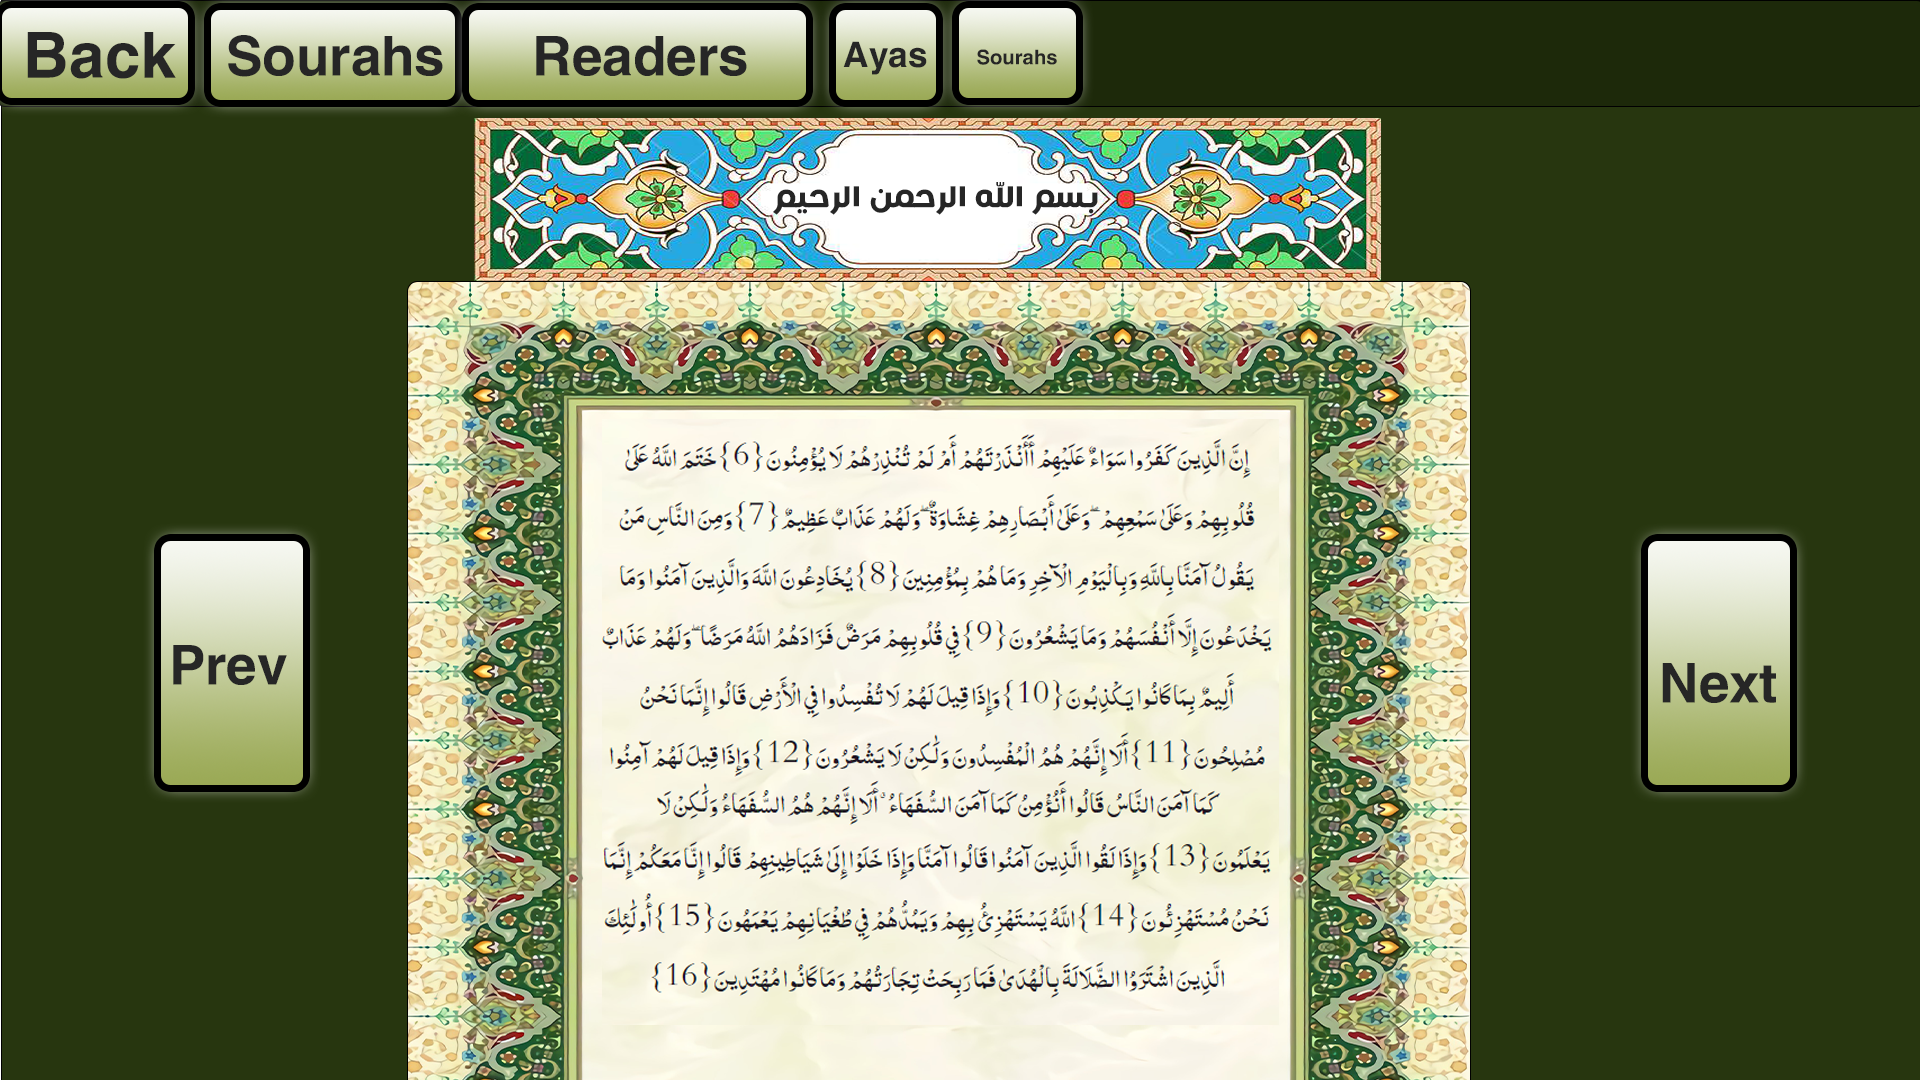 Back Sourahs Readers Ayas Sourahs
بسم الله الرحمن الرحيم
إِنَّ الَّذِينَ كَفَرُوا سَوَاءٌ عَلَيْهِمْ أَأَنْذَرْتَهُمْ أَمْ لَمْ تُنْذِرْهُمْ لَا يُؤْمِنُونَ {6} خَتَمَ اللَّهُ عَلَىٰ
قُلُوبِهِمْ وَعَلَىٰ سَمْعِهِمْ ۖ وَعَلَىٰ أَبْصَارِهِمْ غِشَاوَةٌ ۖ وَلَهُمْ عَذَابٌ عَظِيمٌ {7} وَمِنَ النَّاسِ مَنْ
يَقُولُ آمَنَّا بِاللَّهِ وَبِالْيَوْمِ الْآخِرِ وَمَا هُمْ بِمُؤْمِنِينَ {8} يُخَادِعُونَ اللَّهَ وَالَّذِينَ آمَنُوا وَمَا
يَخْدَعُونَ إِلَّا أَنْفُسَهُمْ وَمَا يَشْعُرُونَ {9} فِي قُلُوبِهِمْ مَرَضٌ فَزَادَهُمُ اللَّهُ مَرَضًا ۖ وَلَهُمْ عَذَابٌ
أَلِيمٌ بِمَا كَانُوا يَكْذِبُونَ {10} وَإِذَا قِيلَ لَهُمْ لَا تُفْسِدُوا فِي الْأَرْضِ قَالُوا إِنَّمَا نَحْنُ
مُصْلِحُونَ {11} أَلَا إِنَّهُمْ هُمُ الْمُفْسِدُونَ وَلَٰكِنْ لَا يَشْعُرُونَ {12} وَإِذَا قِيلَ لَهُمْ آمِنُوا
كَمَا آمَنَ النَّاسُ قَالُوا أَنُؤْمِنُ كَمَا آمَنَ السُّفَهَاءُ ۗ أَلَا إِنَّهُمْ هُمُ السُّفَهَاءُ وَلَٰكِنْ لَا
يَعْلَمُونَ {13} وَإِذَا لَقُوا الَّذِينَ آمَنُوا قَالُوا آمَنَّا وَإِذَا خَلَوْا إِلَىٰ شَيَاطِينِهِمْ قَالُوا إِنَّا مَعَكُمْ إِنَّمَا
نَحْنُ مُسْتَهْزِئُونَ {14} اللَّهُ يَسْتَهْزِئُ بِهِمْ وَيَمُدُّهُمْ فِي طُغْيَانِهِمْ يَعْمَهُونَ {15} أُولَٰئِكَ
الَّذِينَ اشْتَرَوُا الضَّلَالَةَ بِالْهُدَىٰ فَمَا رَبِحَتْ تِجَارَتُهُمْ وَمَا كَانُوا مُهْتَدِينَ {16}
Prev
Next